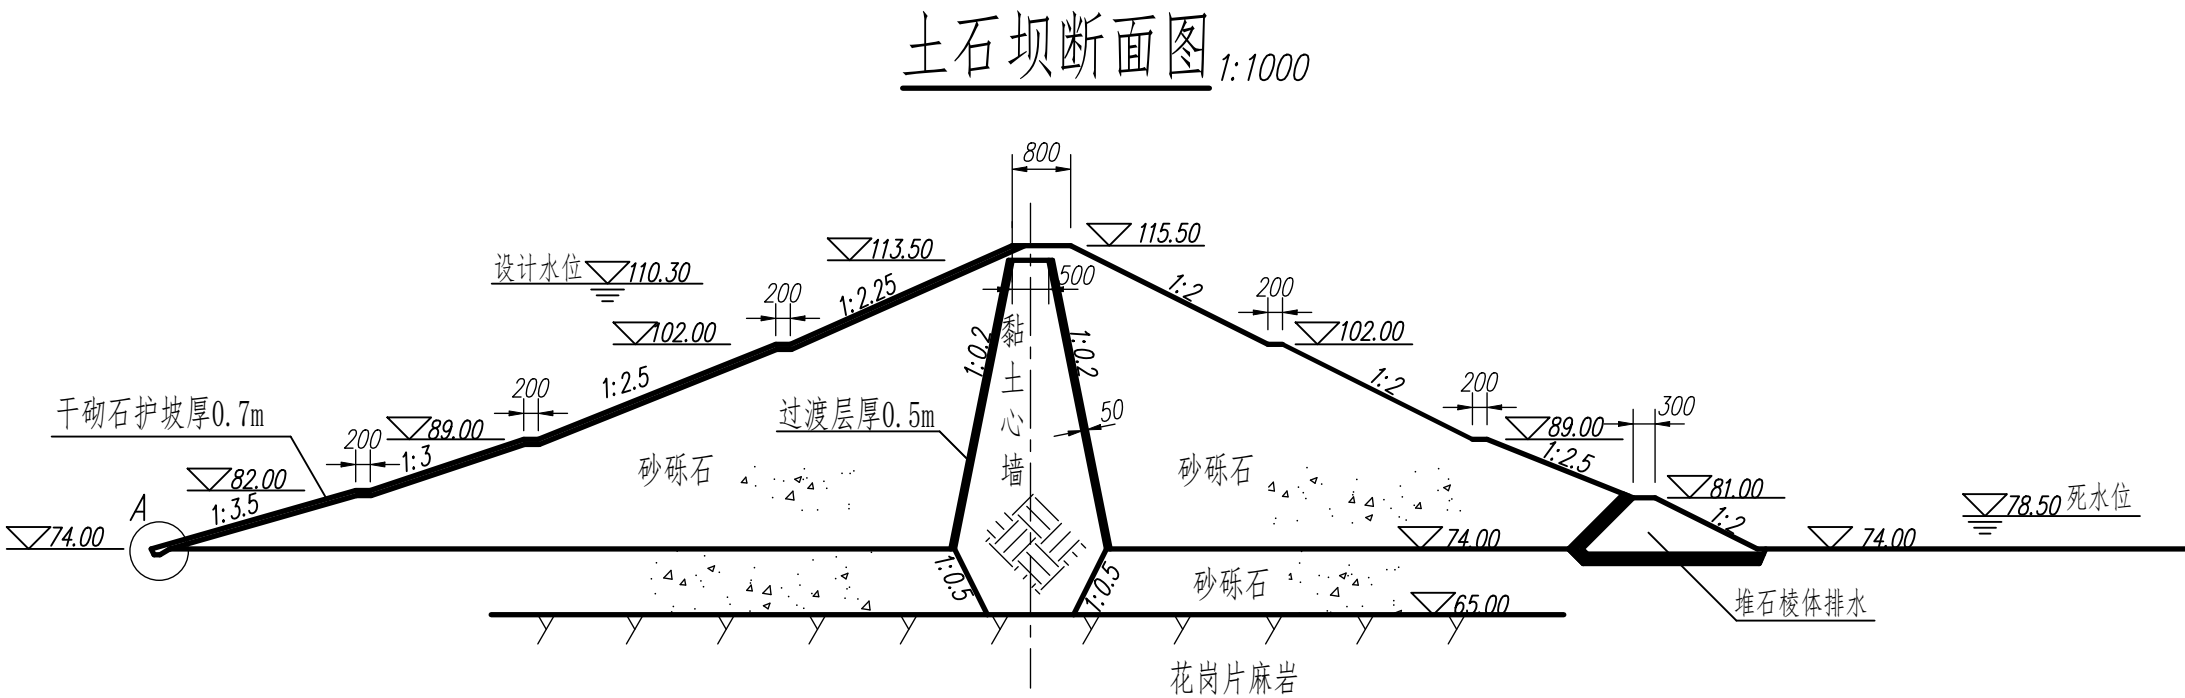 土石坝断面图 1:1000
800
115.50
113.50
设计水位 110.30
500
200
1:2.25
1:2
200
102.00
102.00
黏土心墙
1:0.2
1:0.2
200
1:2.5
1:2
200
干砌石护坡厚0.7m
过渡层厚0.5m
50
300
89.00
89.00
200
1:3
1:2.5
砂砾石
砂砾石
82.00
81.00
1:3.5
78.50 死水位
A
1:2
74.00
74.00
74.00
1:0.5
1:0.5
砂砾石
65.00
堆石棱体排水
花岗片麻岩